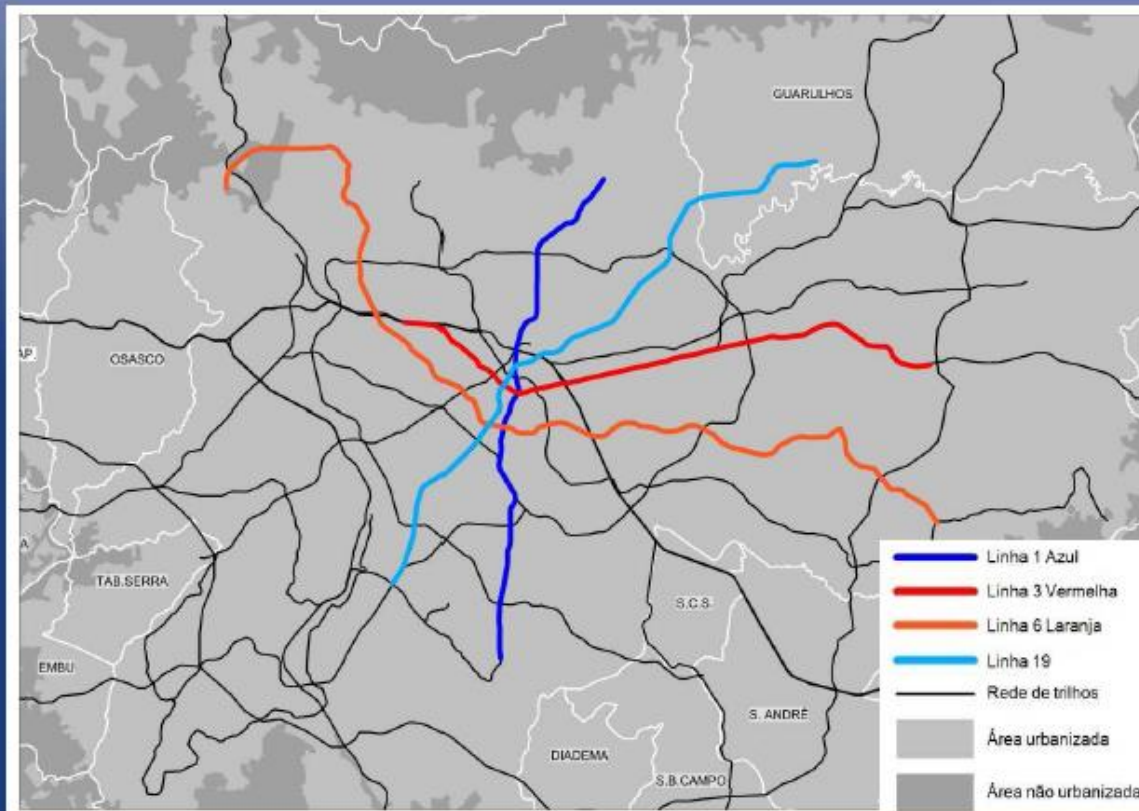 GUARULHOS
AP.
OSASCO
TAB.SERRA
EMBU
S.C.S.
S. ANDRÉ
DIADEMA
S.B.CAMPO
Linha 1 Azul
Linha 3 Vermelha
Linha 6 Laranja
Linha 19
Rede de trilhos
Área urbanizada
Área não urbanizada